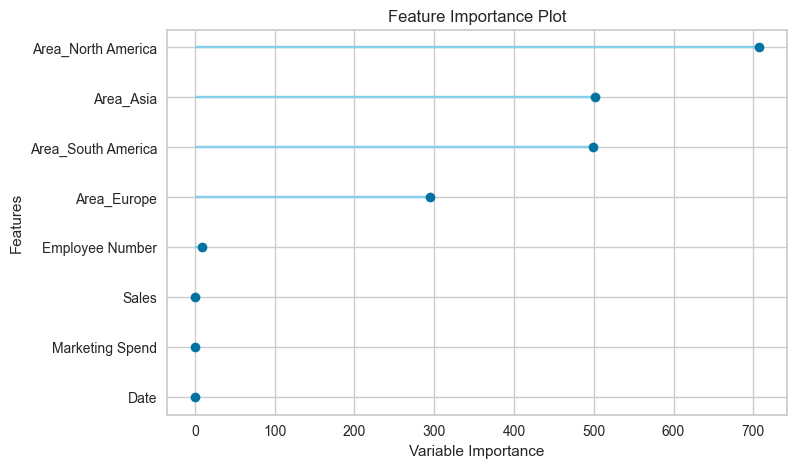 Feature Importance Plot
Area_North America
Area_Asia
Area_South America
Area_Europe
Employee Number
Sales
Marketing Spend
Date
Features
0 100 200 300 400 500 600 700
Variable Importance